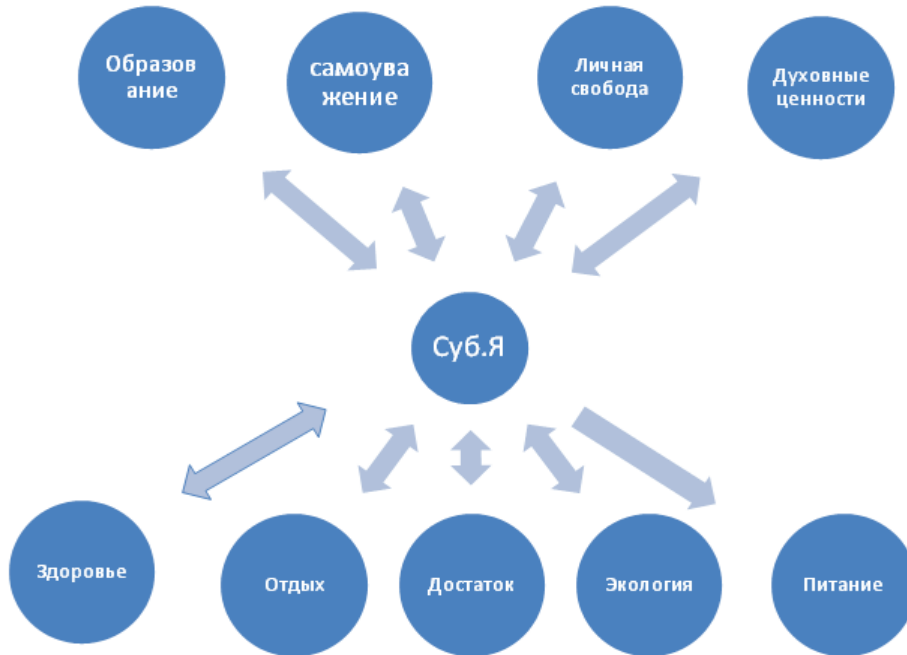 Образов
ание
самоува
жение
Личная
свобода
Духовные
ценности
Суб.Я
Здоровье
Отдых
Достаток
Экология
Питание